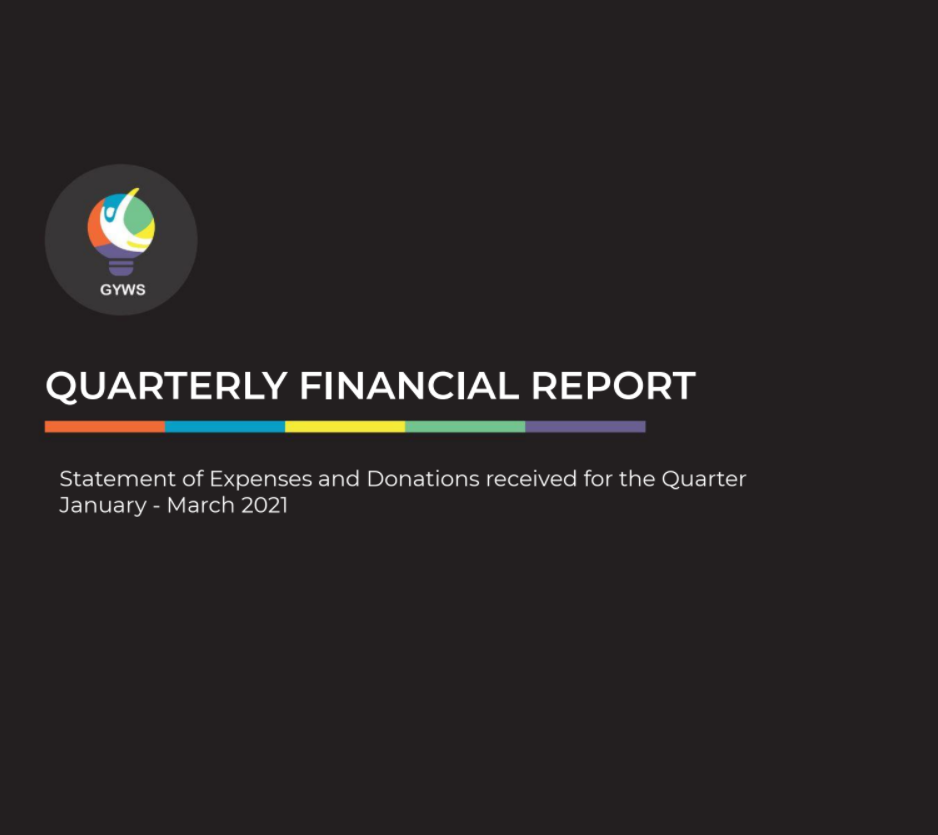 GYWS
QUARTERLY FINANCIAL REPORT
Statement of Expenses and Donations received for the Quarter
January - March 2021